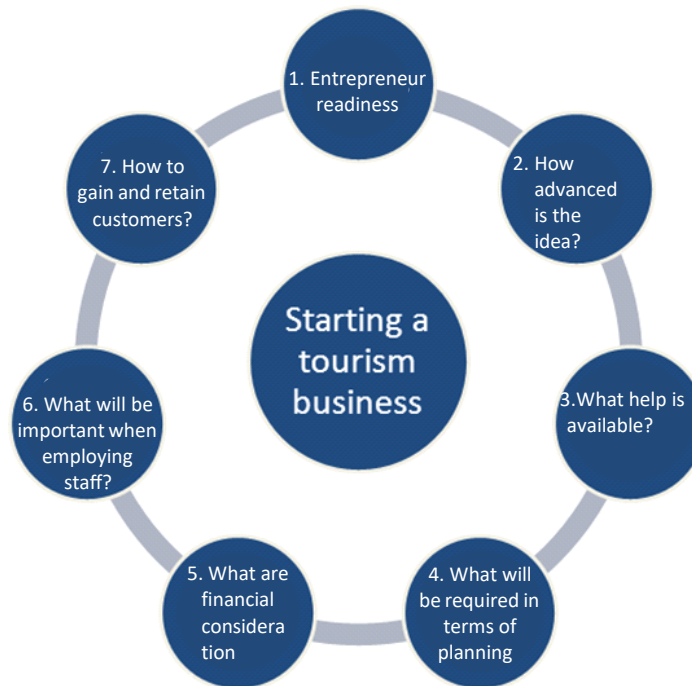 1. Entrepreneur
readiness
2. How
advanced
is the
idea?
3.What help is
available?
4. What will
be required in
terms of
planning
5. What are
financial
considera
tion
6. What will be
important when
employing
staff?
7. How to
gain and retain
customers?
Starting a
tourism
business